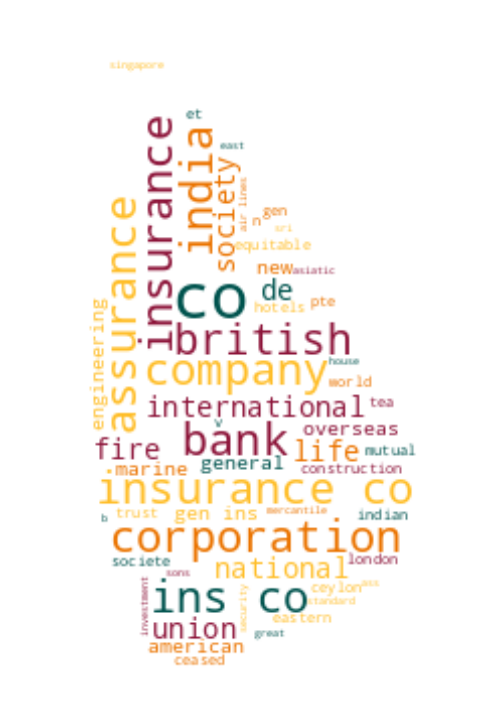 singapore
et
east
insurance
india
society
air lines
assurance
gen
n
sri
equitable
new
asiatic
co
de
hotels
pte
engineering
british
house
company
world
international
tea
v
overseas
fire
bank
life
mutual
marine
general
construction
insurance co
b
trust
gen ins
mercantile
indian
corporation
societe
london
national
sons
investment
ins co
security
ceylon
ass
standard
eastern
union
great
american
ceased